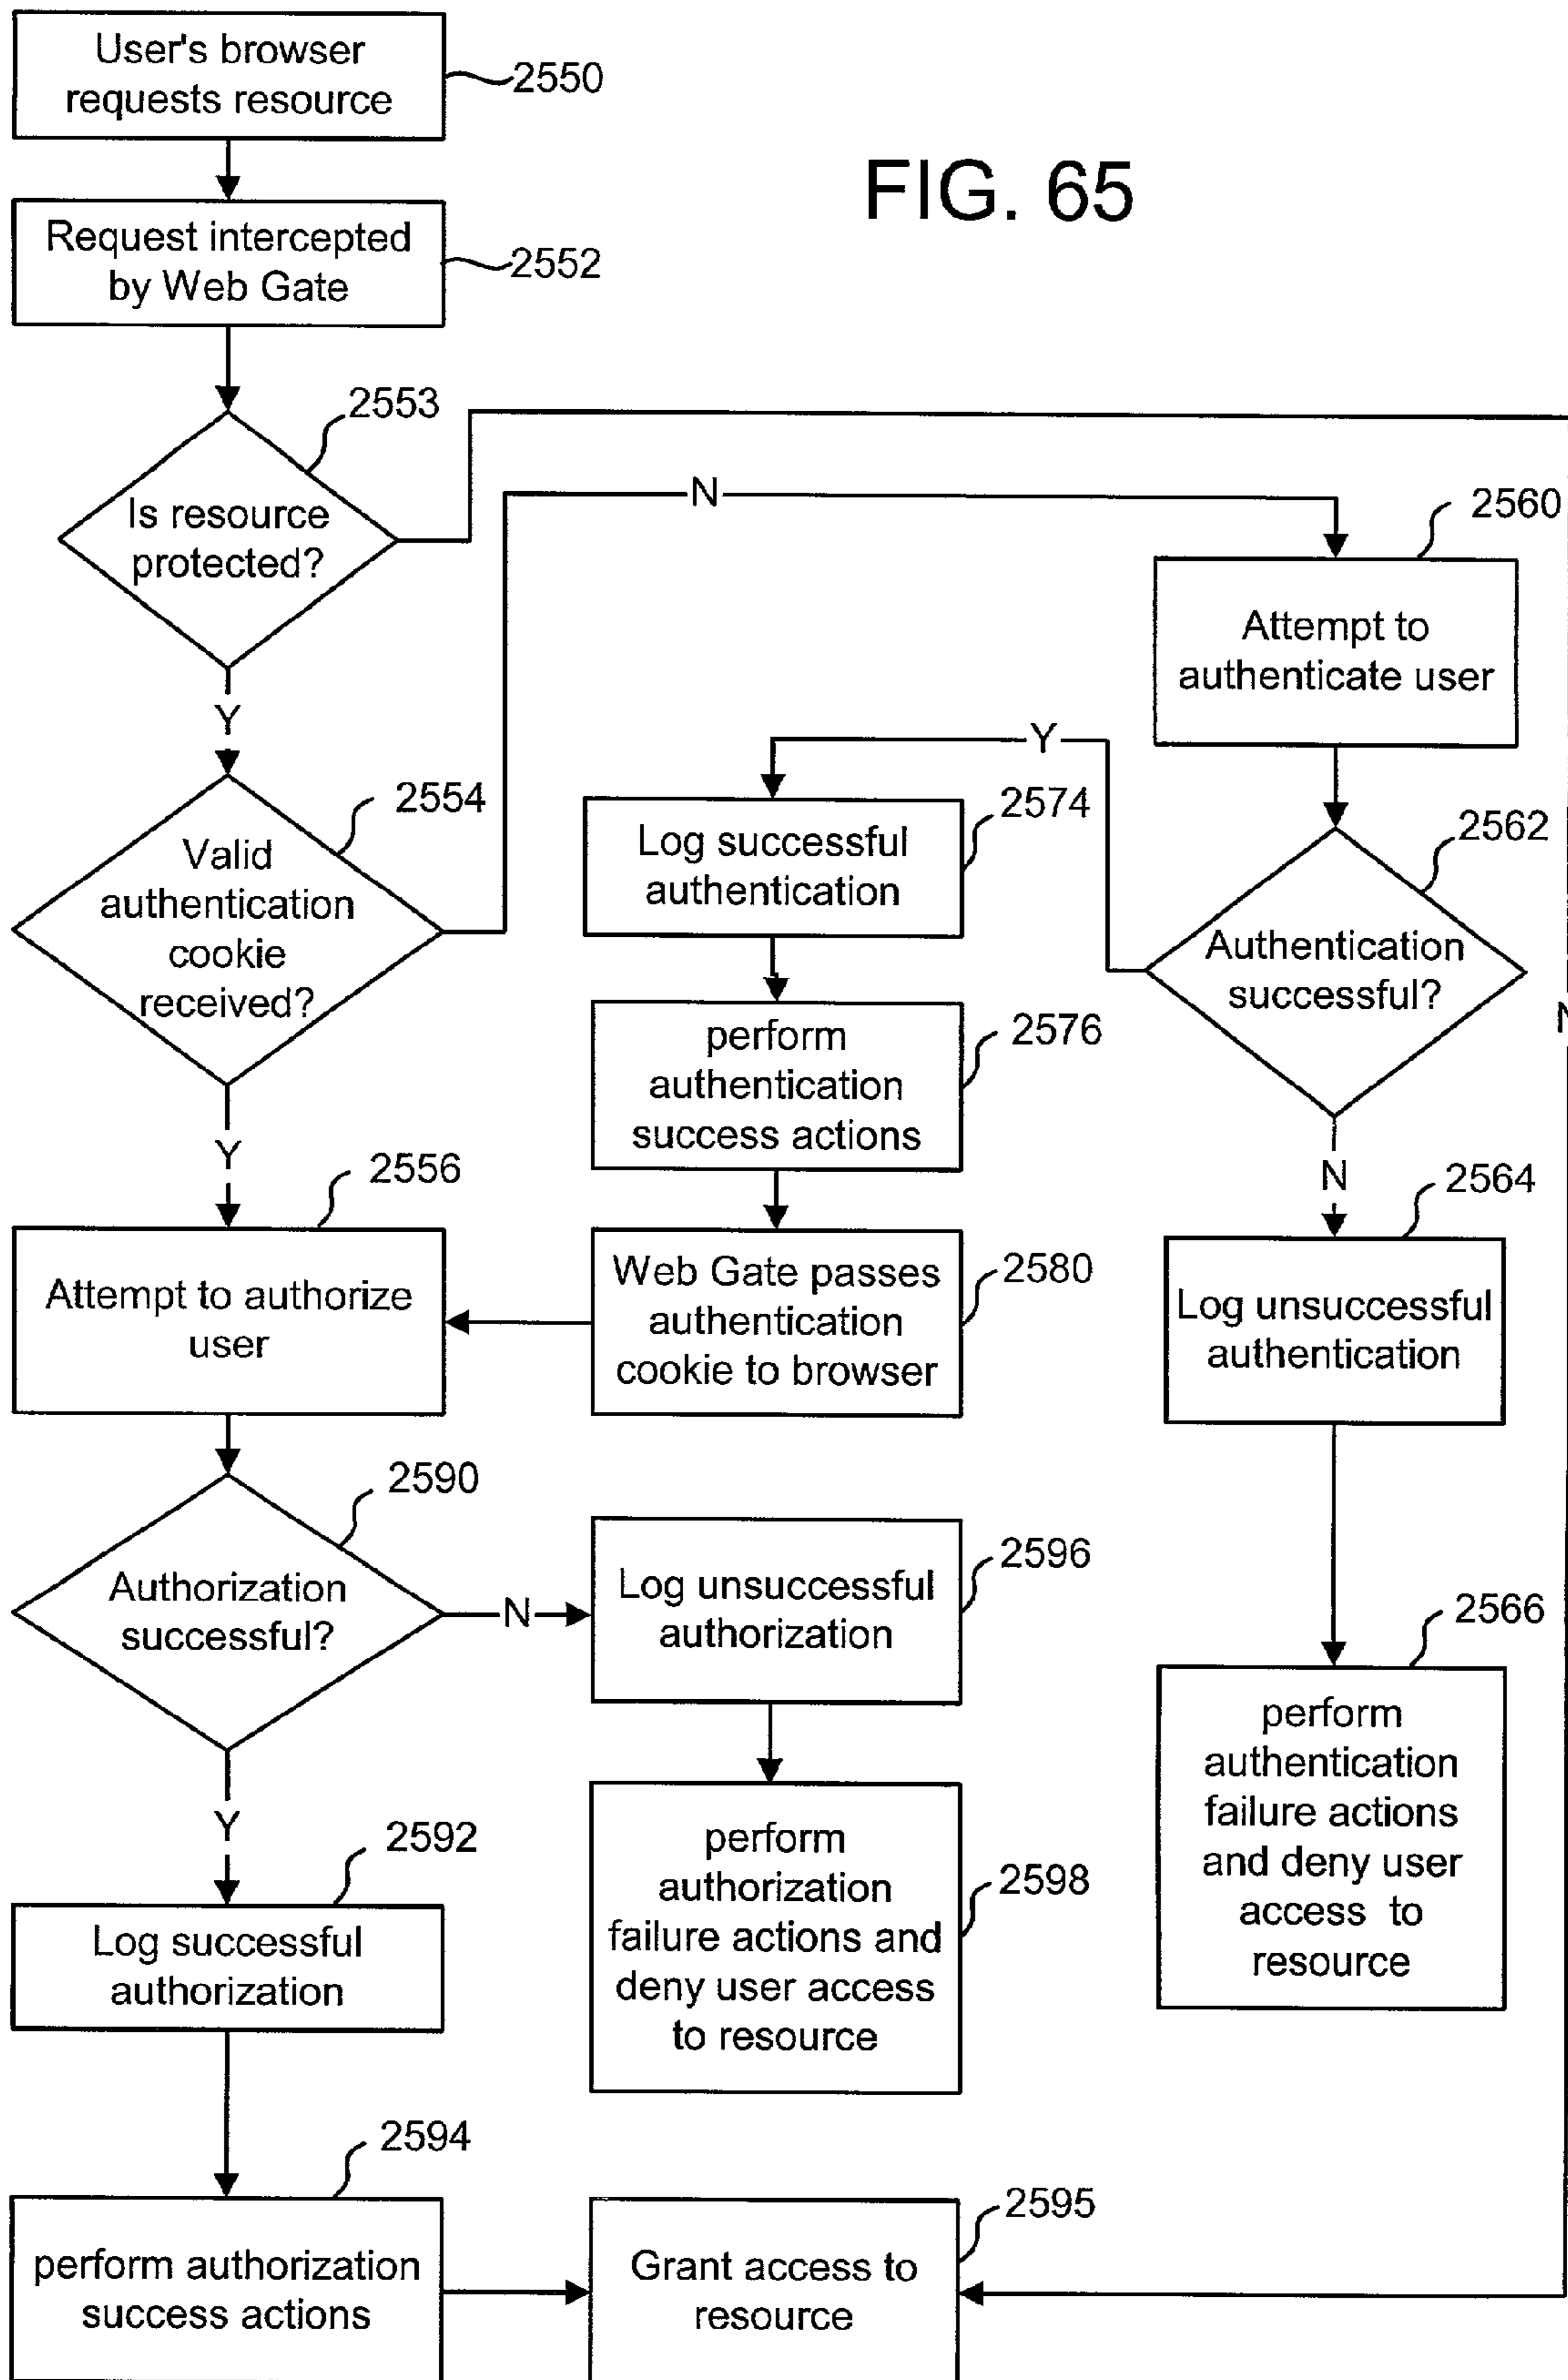 User's browser
requests resource
2550
FIG. 65
Request intercepted
by Web Gate
2552
2553
Is resource
protected?
N
2560
Attempt to
authenticate user
Y
Y
2554
Valid
authentication
cookie
received?
2574
Log successful
authentication
2562
Authentication
successful?
N
2576
perform
authentication
success actions
Y
2556
Attempt to authorize
user
2580
Web Gate passes
authentication
cookie to browser
N
2564
Log unsuccessful
authentication
2590
Authorization
successful?
N
2596
Log unsuccessful
authorization
2566
perform
authentication
failure actions
and deny user
access to
resource
Y
2592
Log successful
authorization
2598
perform
authorization
failure actions and
deny user access
to resource
2594
perform authorization
success actions
2595
Grant access to
resource